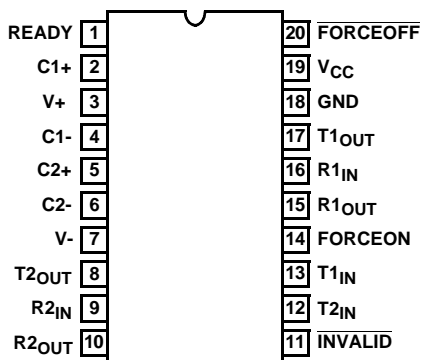 READY 1 20 FORCEOFF
C1+ 2 19 VCC
V+ 3 18 GND
C1- 4 17 T1OUT
C2+ 5 16 R1IN
C2- 6 15 R1OUT
V- 7 14 FORCEON
T2OUT 8 13 T1IN
R2IN 9 12 T2IN
R2OUT 10 11 INVALID